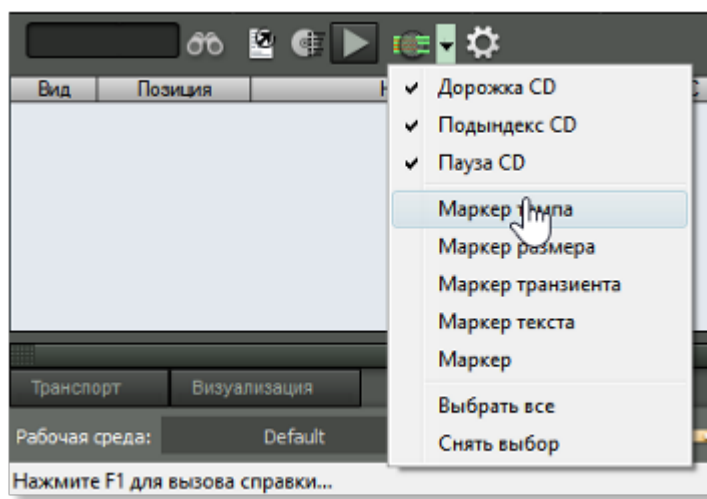 Вид
Позиция
Дорожка CD
Подындекс CD
Пауза CD
Маркер темпа
Маркер размера
Маркер транзиента
Маркер текста
Маркер
Выбрать все
Снять выбор
Транспорт
Визуализация
Рабочая среда:
Default
Нажмите F1 для вызова справки...